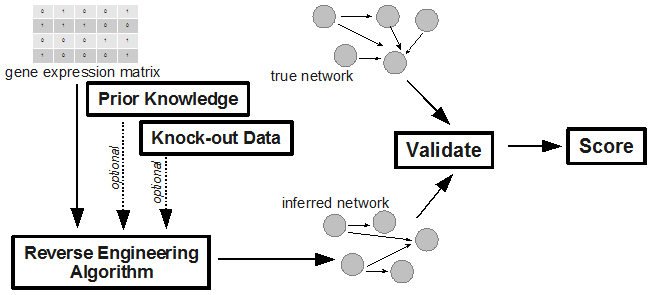 gene expression matrix
Prior Knowledge
Knock-out Data
optional
optional
Reverse Engineering
Algorithm
true network
inferred network
Validate
Score